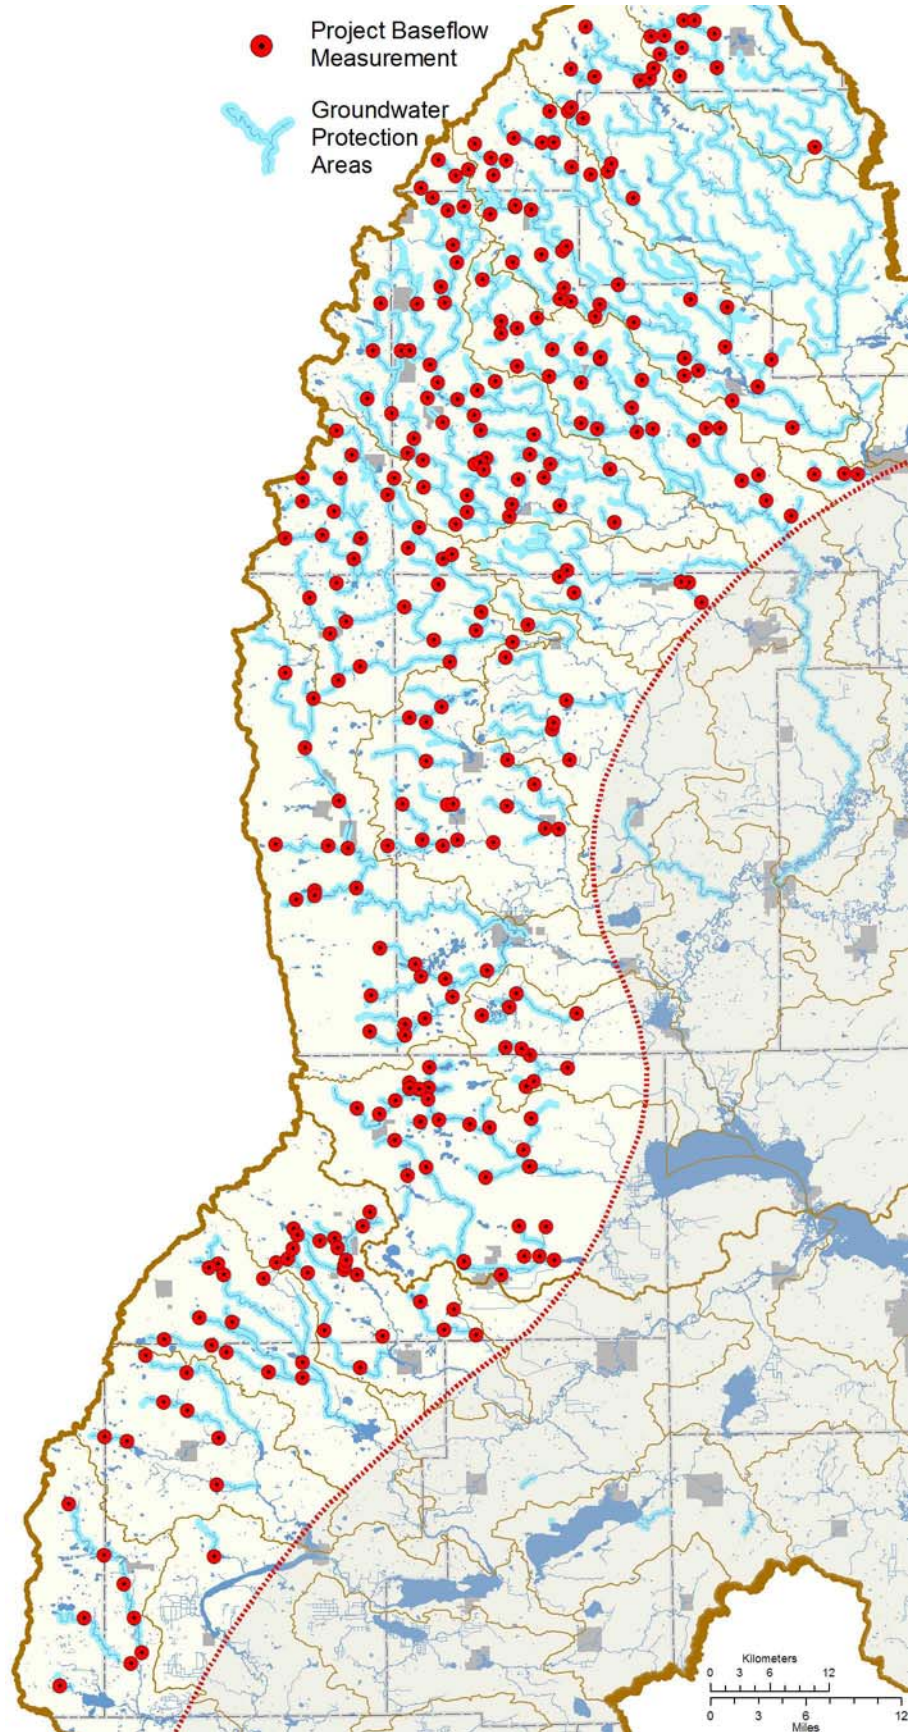 Project Baseflow
Measurement
Groundwater
Protection
Areas
Kilometers
0 3 6 12
0 3 6 12
Miles